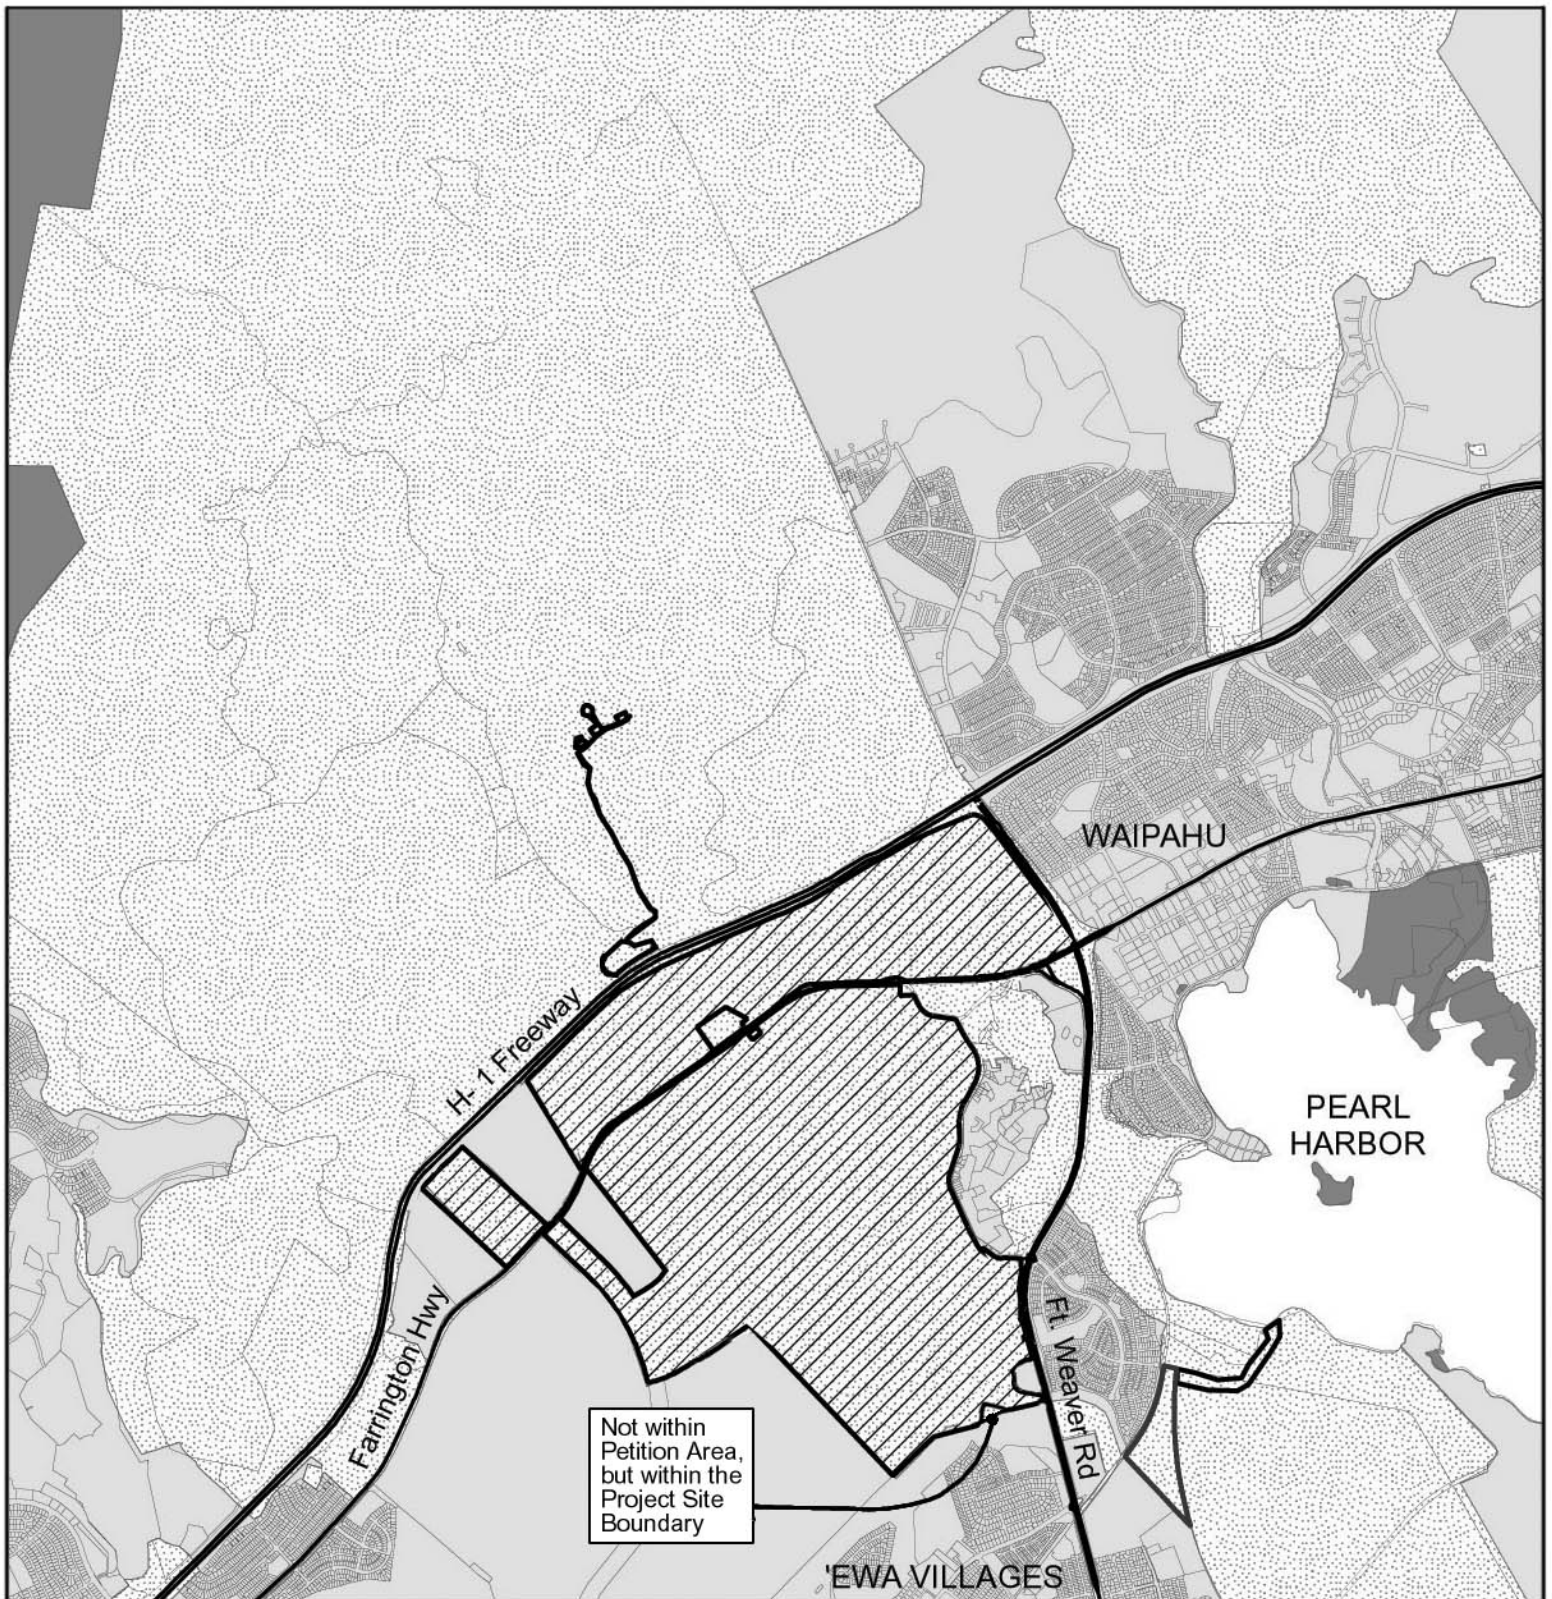 WAIPAHU
H- 1 Freeway
PEARL
HARBOR
Farrington Hwy
Ft. Weaver Rd
Not within
Petition Area,
but within the
Project Site
Boundary
'EWA VILLAGES